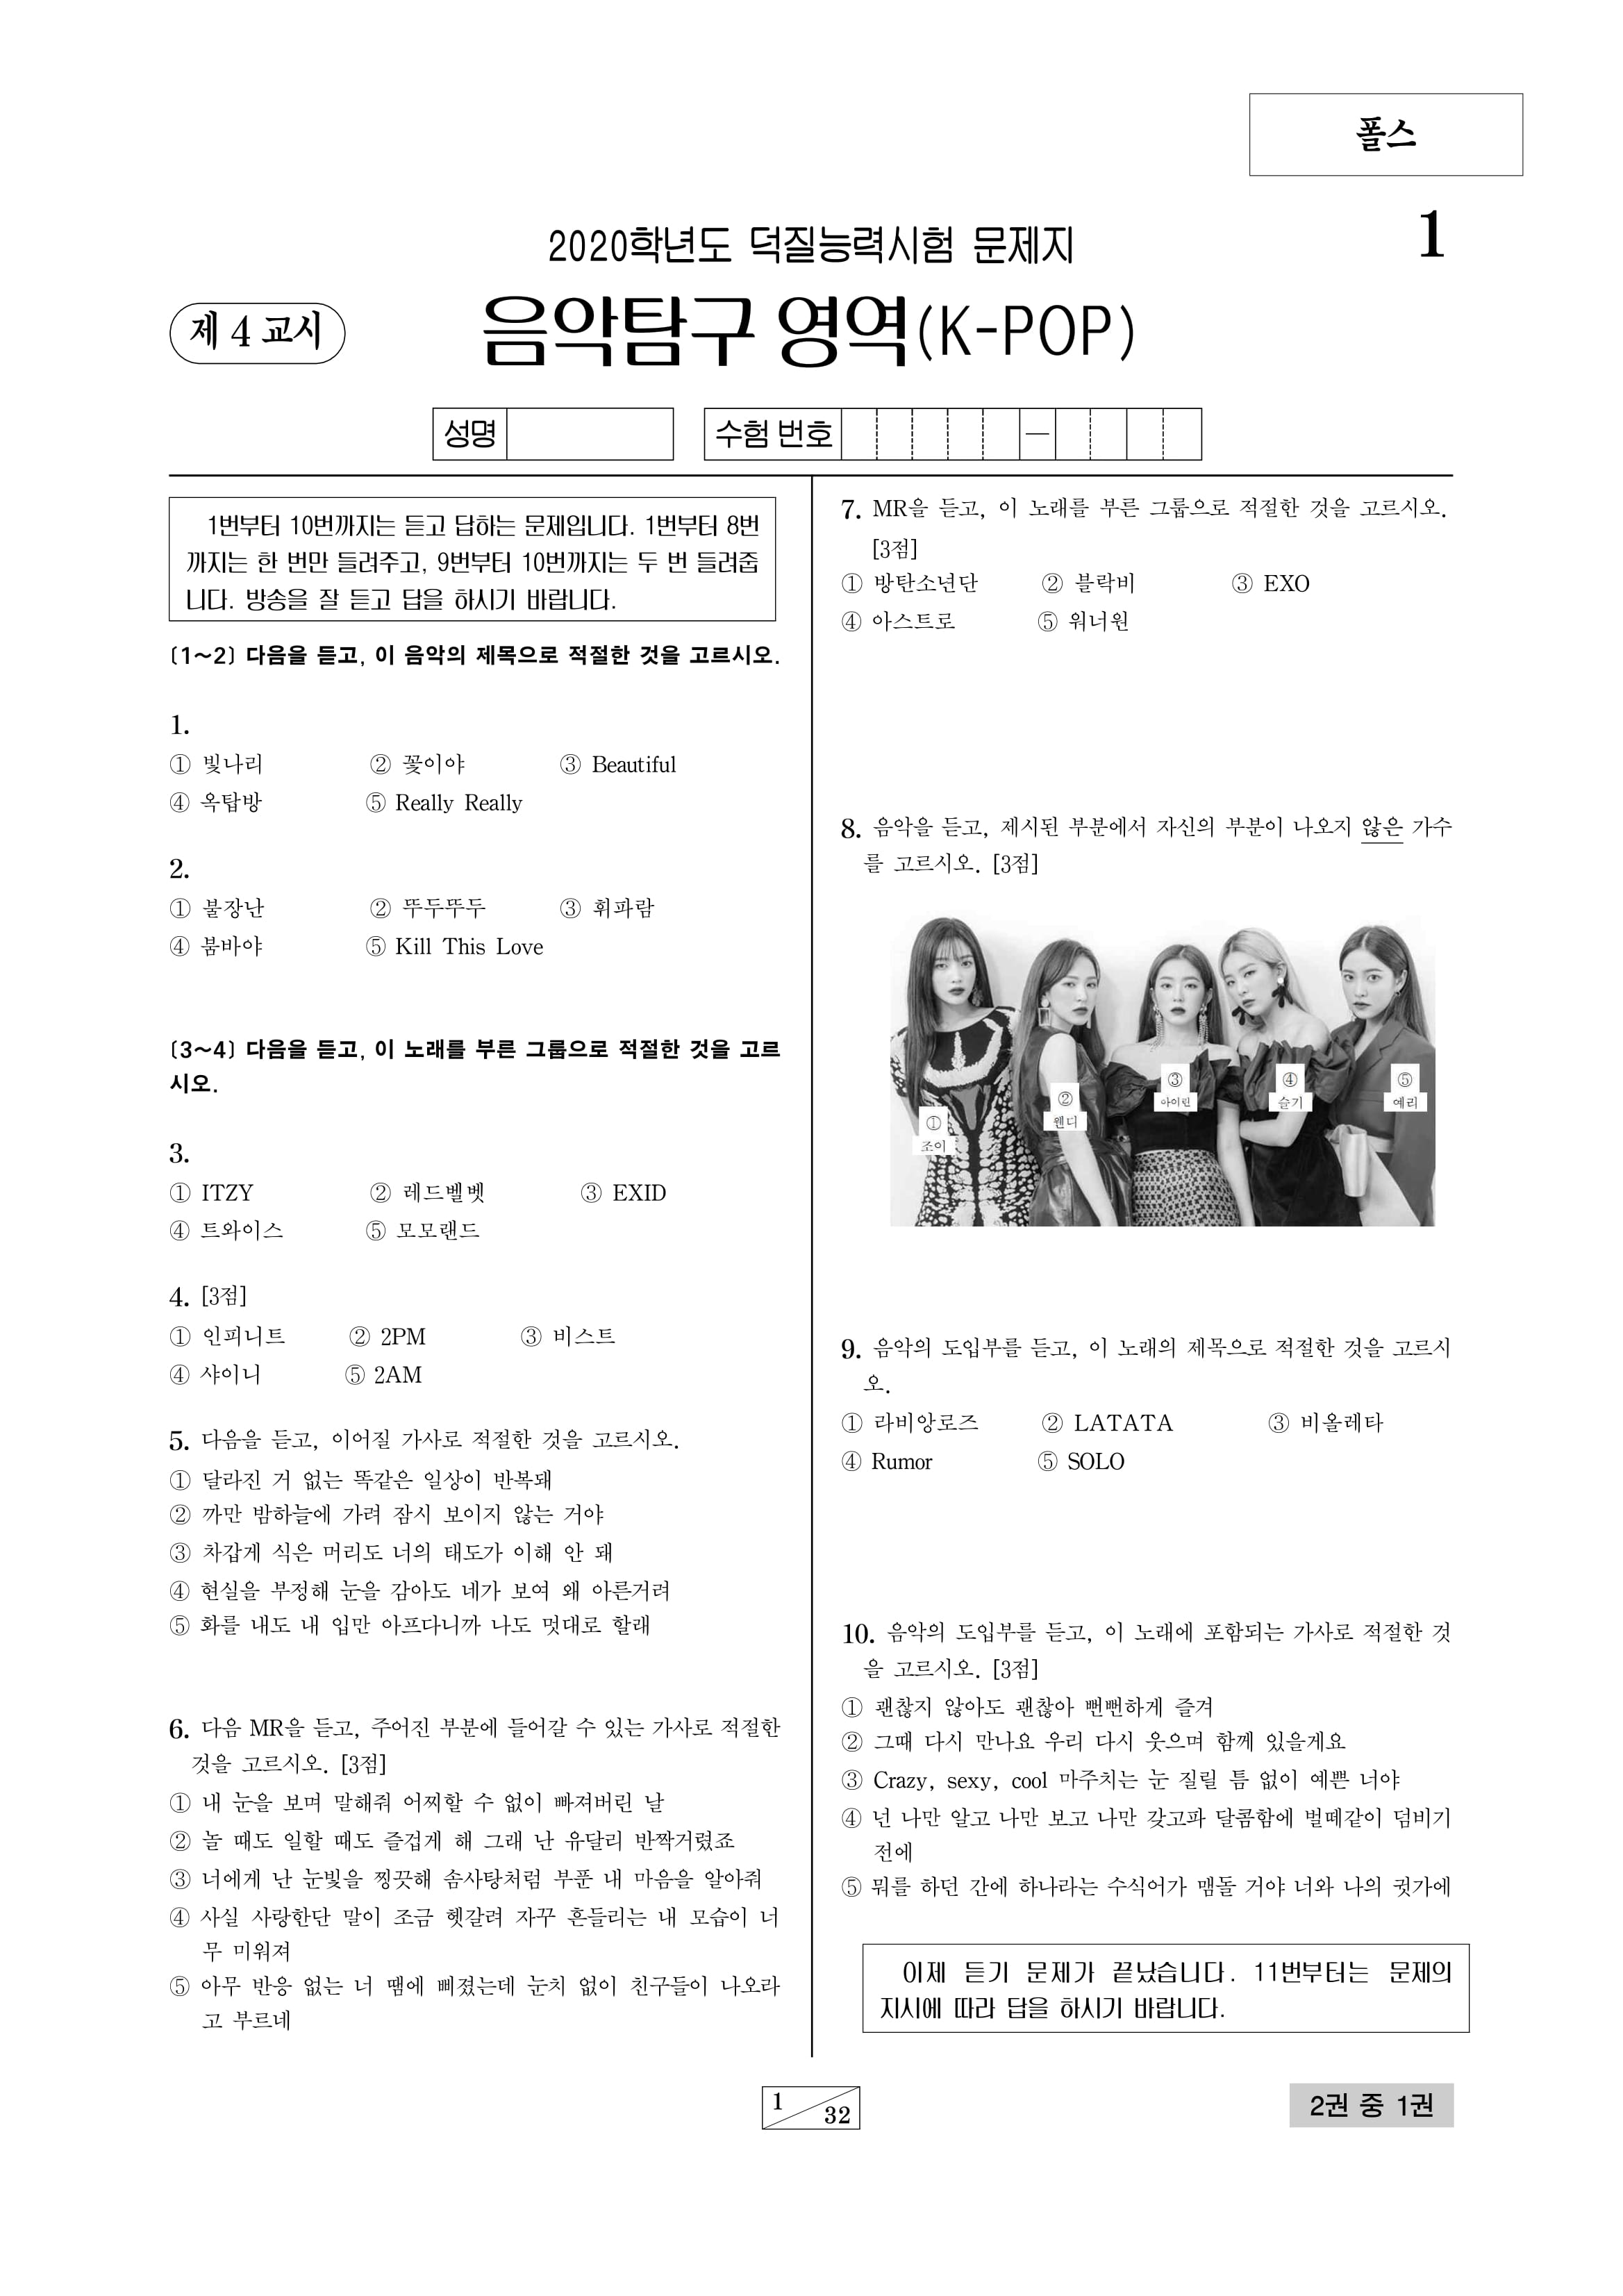 폴스
1
2020학년도 덕질능력시험 문제지
제 4 교시
음악탐구 영역(K-POP)
성명
수험 번호
—
1번부터 10번까지는 듣고 답하는 문제입니다. 1번부터 8번
까지는 한 번만 들려주고, 9번부터 10번까지는 두 번 들려줍
니다. 방송을 잘 듣고 답을 하시기 바랍니다.
〔1~2〕 다음을 듣고, 이 음악의 제목으로 적절한 것을 고르시오.
1.
① 빛나리 ② 꽃이야 ③ Beautiful
④ 옥탑방 ⑤ Really Really
2.
① 불장난 ② 뚜두뚜두 ③ 휘파람
④ 붐바야 ⑤ Kill This Love
〔3~4〕 다음을 듣고, 이 노래를 부른 그룹으로 적절한 것을 고르
시오.
3.
① ITZY ② 레드벨벳 ③ EXID
④ 트와이스 ⑤ 모모랜드
4. [3점]
① 인피니트 ② 2PM ③ 비스트
④ 샤이니 ⑤ 2AM
5. 다음을 듣고, 이어질 가사로 적절한 것을 고르시오.
① 달라진 거 없는 똑같은 일상이 반복돼
② 까만 밤하늘에 가려 잠시 보이지 않는 거야
③ 차갑게 식은 머리도 너의 태도가 이해 안 돼
④ 현실을 부정해 눈을 감아도 네가 보여 왜 아른거려
⑤ 화를 내도 내 입만 아프다니까 나도 멋대로 할래
6. 다음 MR을 듣고, 주어진 부분에 들어갈 수 있는 가사로 적절한
것을 고르시오. [3점]
① 내 눈을 보며 말해줘 어찌할 수 없이 빠져버린 날
② 놀 때도 일할 때도 즐겁게 해 그래 난 유달리 반짝거렸죠
③ 너에게 난 눈빛을 찡끗해 솜사탕처럼 부푼 내 마음을 알아줘
④ 사실 사랑한단 말이 조금 헷갈려 자꾸 흔들리는 내 모습이 너
무 미워져
⑤ 아무 반응 없는 너 땜에 삐졌는데 눈치 없이 친구들이 나오라
고 부르네
7. MR을 듣고, 이 노래를 부른 그룹으로 적절한 것을 고르시오.
[3점]
① 방탄소년단 ② 블락비 ③ EXO
④ 아스트로 ⑤ 워너원
8. 음악을 듣고, 제시된 부분에서 자신의 부분이 나오지 않은 가수
를 고르시오. [3점]
①
조이
②
웬디
③
아이린
④
슬기
⑤
예리
9. 음악의 도입부를 듣고, 이 노래의 제목으로 적절한 것을 고르시
오.
① 라비앙로즈 ② LATATA ③ 비올레타
④ Rumor ⑤ SOLO
10. 음악의 도입부를 듣고, 이 노래에 포함되는 가사로 적절한 것
을 고르시오. [3점]
① 괜찮지 않아도 괜찮아 뻔뻔하게 즐겨
② 그때 다시 만나요 우리 다시 웃으며 함께 있을게요
③ Crazy, sexy, cool 마주치는 눈 질릴 틈 없이 예쁜 너야
④ 넌 나만 알고 나만 보고 나만 갖고파 달콤함에 벌떼같이 덤비기
전에
⑤ 뭐를 하던 간에 하나라는 수식어가 맴돌 거야 너와 나의 귓가에
이제 듣기 문제가 끝났습니다. 11번부터는 문제의
지시에 따라 답을 하시기 바랍니다.
1
32
2권 중 1권